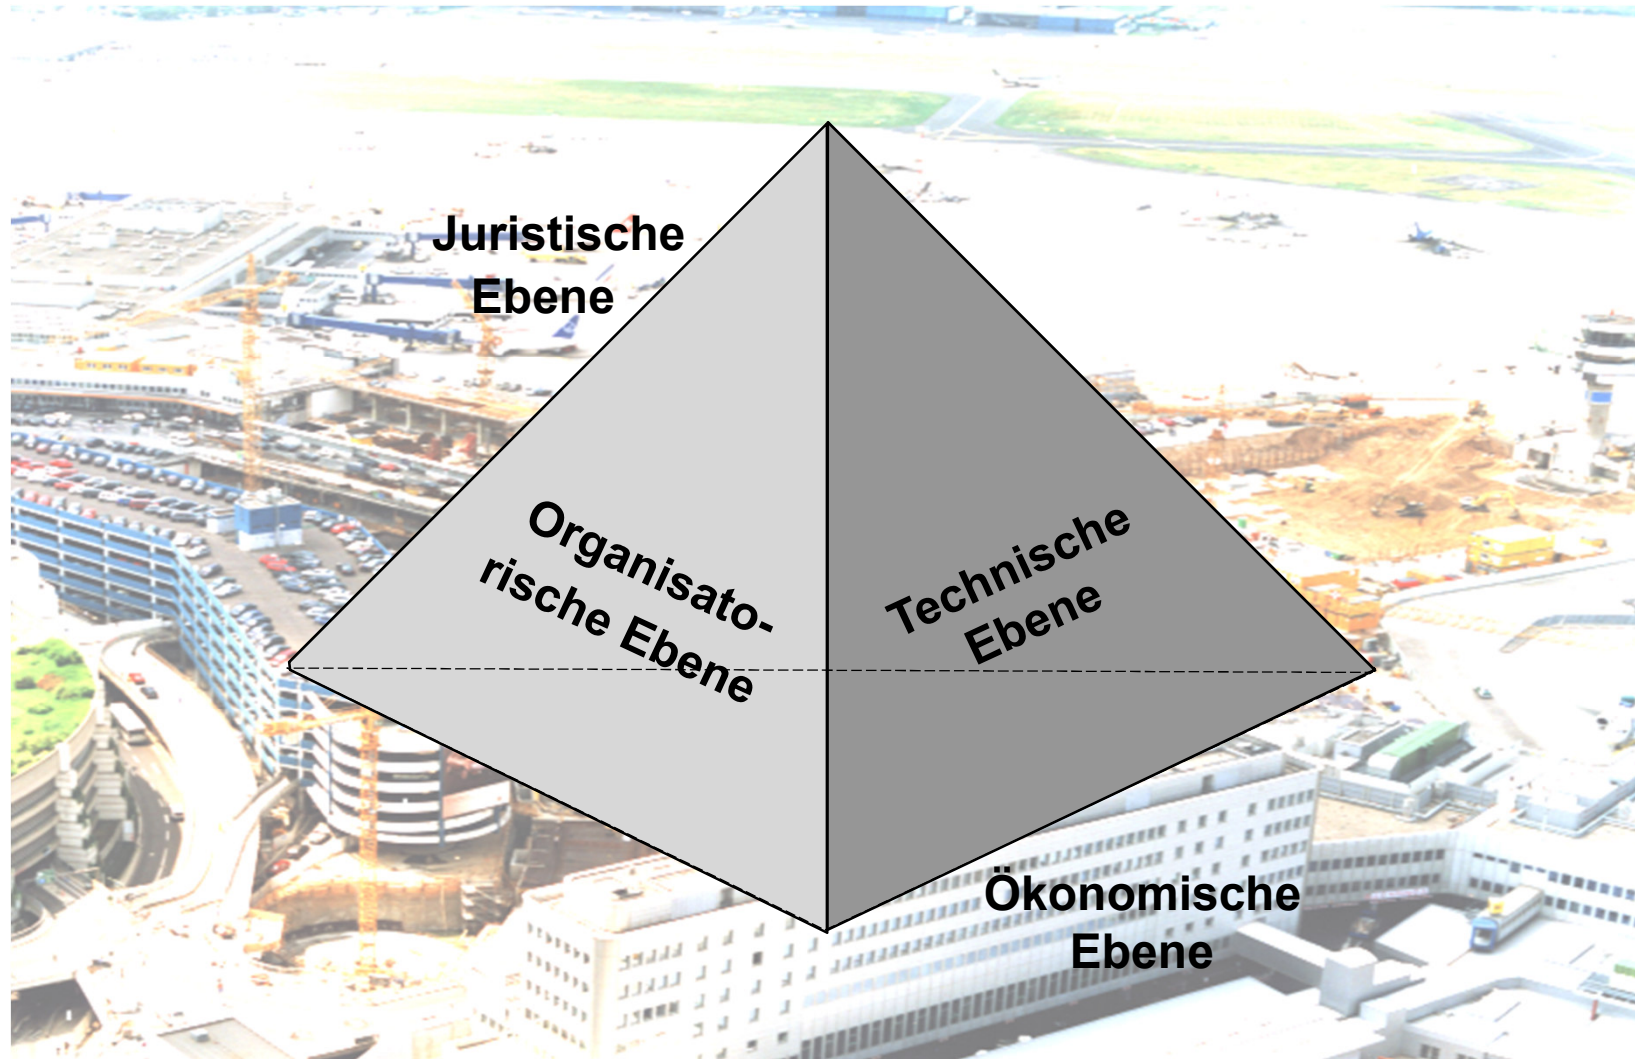 Juristische
Ebene
Organisato-
rische Ebene
Technische
Ebene
Ökonomische
Ebene